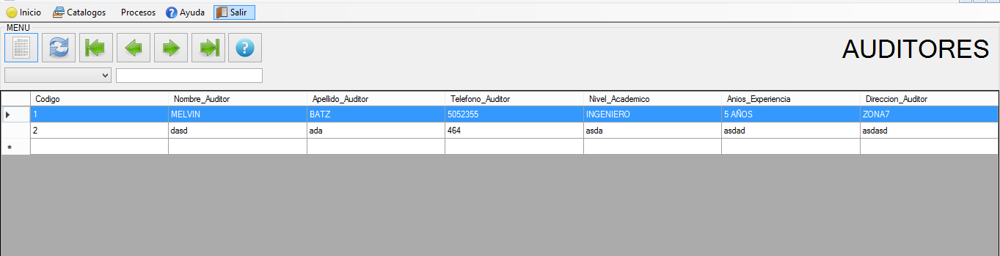 Inicio Catalogos Procesos Ayuda Salir
MENU
AUDITORES
Codigo Nombre_Auditor Apellido_Auditor Telefono_Auditor Nivel_Academico Anios_Experiencia Direccion_Auditor
1 MELVIN BATZ 5052355 INGENIERO 5 AÑOS ZONA7
2 dasd ada 464 asda asdad asdasd
*